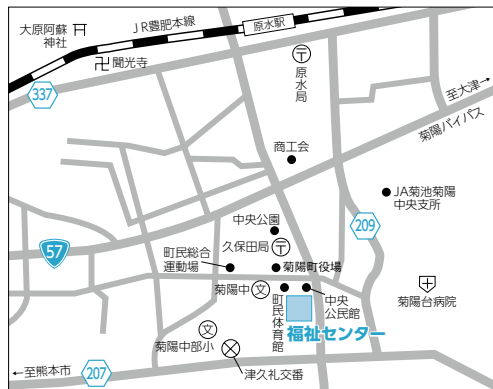 大原阿蘇
神社
JR豊肥本線
原水駅
聞光寺
原水局
337
至大津→
菊陽バイパス
商工会
JA菊池菊陽
中央支所
209
中央公園
久保田局
57
町民総合
運動場
菊陽町役場
菊陽中
文
町民体育館
中央
公民館
菊陽台病院
福祉センター
文
菊陽中部小
津久礼交番
←至熊本市
207